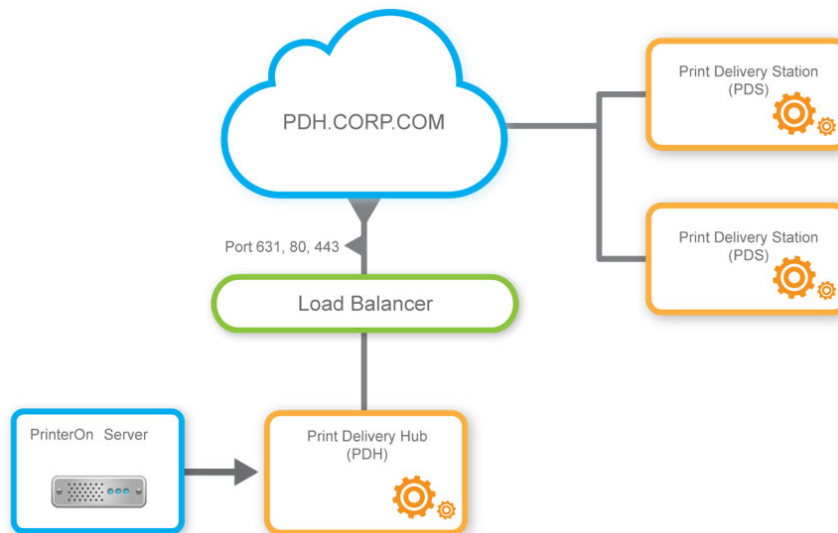 PDH.CORP.COM
Print Delivery Station
(PDS)
Print Delivery Station
(PDS)
Port 631, 80, 443
Load Balancer
PrinterOn Server
Print Delivery Hub
(PDH)